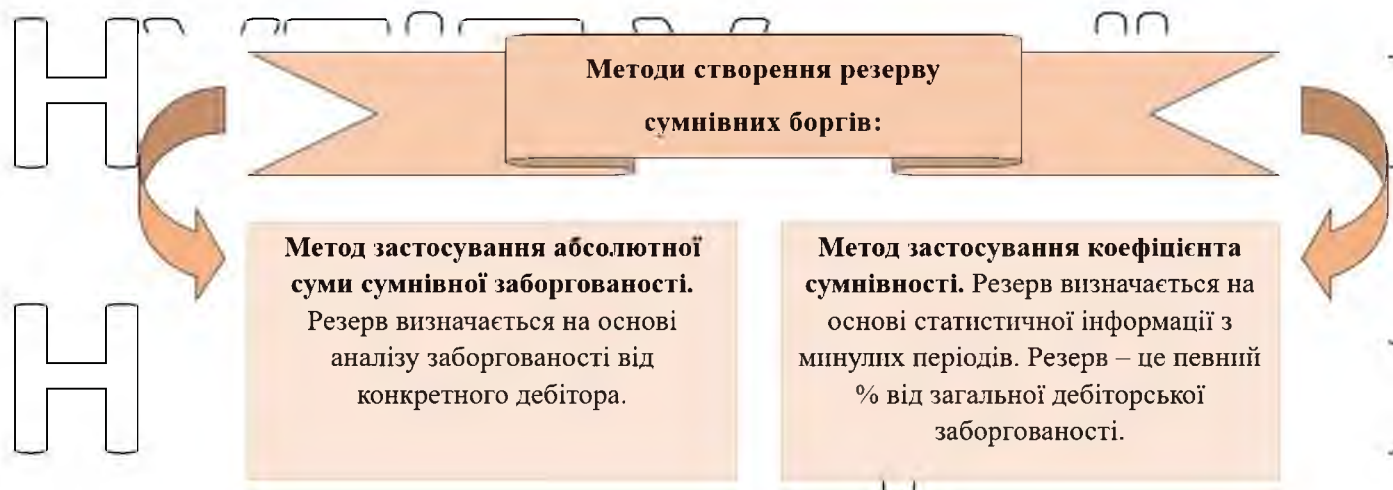 Методи створення резерву
сумнівних боргів:
Метод застосування абсолютної
суми сумнівної заборгованості.
Резерв визначається на основі
аналізу заборгованості від
конкретного дебітора.
Метод застосування коефіцієнта
сумнівності. Резерв визначається на
основі статистичної інформації з
минулих періодів. Резерв – це певний
% від загальної дебіторської
заборгованості.